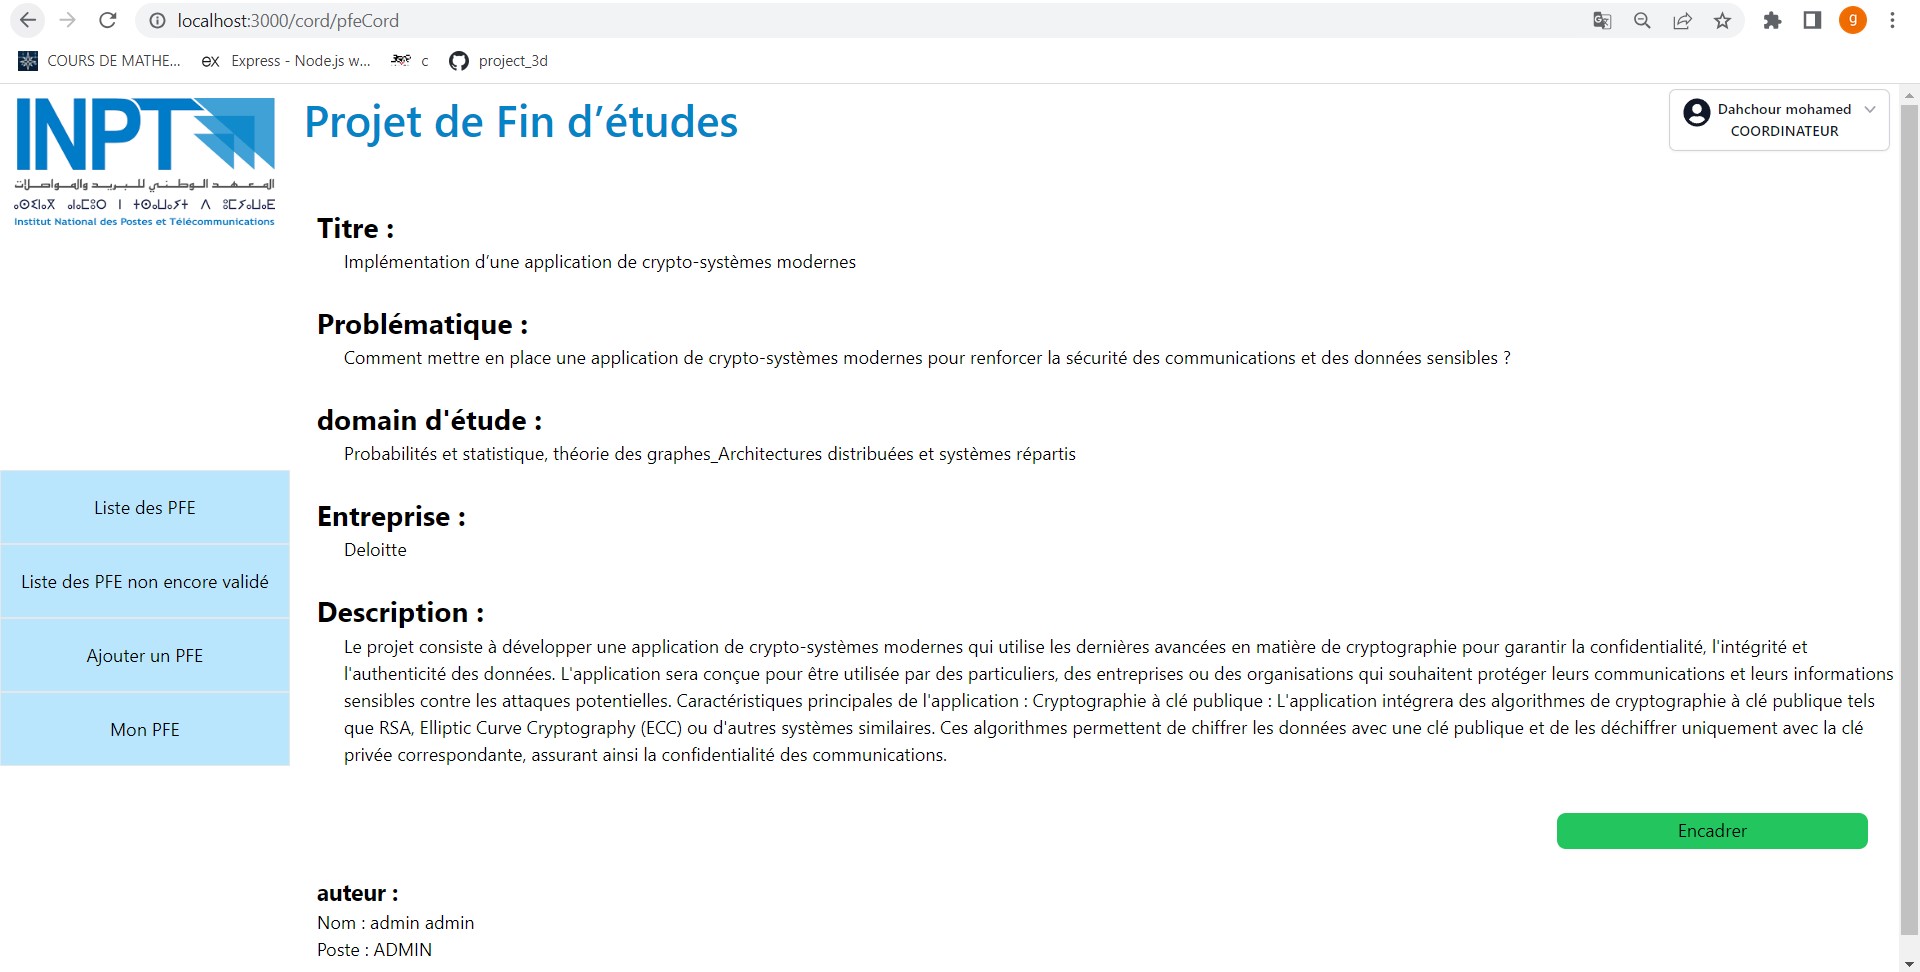 localhost:3000/cord/pfeCord
g
COURS DE MATHE...
ex Express - Node.js w...
c
project_3d
INPT
المعهد الوطني للبريد والمواصلات
Institut National des Postes et Télécommunications
Projet de Fin d’études
Dahchour mohamed
COORDINATEUR
Liste des PFE
Liste des PFE non encore validé
Ajouter un PFE
Mon PFE
Titre :
Implémentation d’une application de crypto-systèmes modernes
Problématique :
Comment mettre en place une application de crypto-systèmes modernes pour renforcer la sécurité des communications et des données sensibles ?
domain d'étude :
Probabilités et statistique, théorie des graphes_Architectures distribuées et systèmes répartis
Entreprise :
Deloitte
Description :
Le projet consiste à développer une application de crypto-systèmes modernes qui utilise les dernières avancées en matière de cryptographie pour garantir la confidentialité, l'intégrité et
l'authenticité des données. L'application sera conçue pour être utilisée par des particuliers, des entreprises ou des organisations qui souhaitent protéger leurs communications et leurs informations
sensibles contre les attaques potentielles. Caractéristiques principales de l'application : Cryptographie à clé publique : L'application intégrera des algorithmes de cryptographie à clé publique tels
que RSA, Elliptic Curve Cryptography (ECC) ou d'autres systèmes similaires. Ces algorithmes permettent de chiffrer les données avec une clé publique et de les déchiffrer uniquement avec la clé
privée correspondante, assurant ainsi la confidentialité des communications.
Encadrer
auteur :
Nom : admin admin
Poste : ADMIN